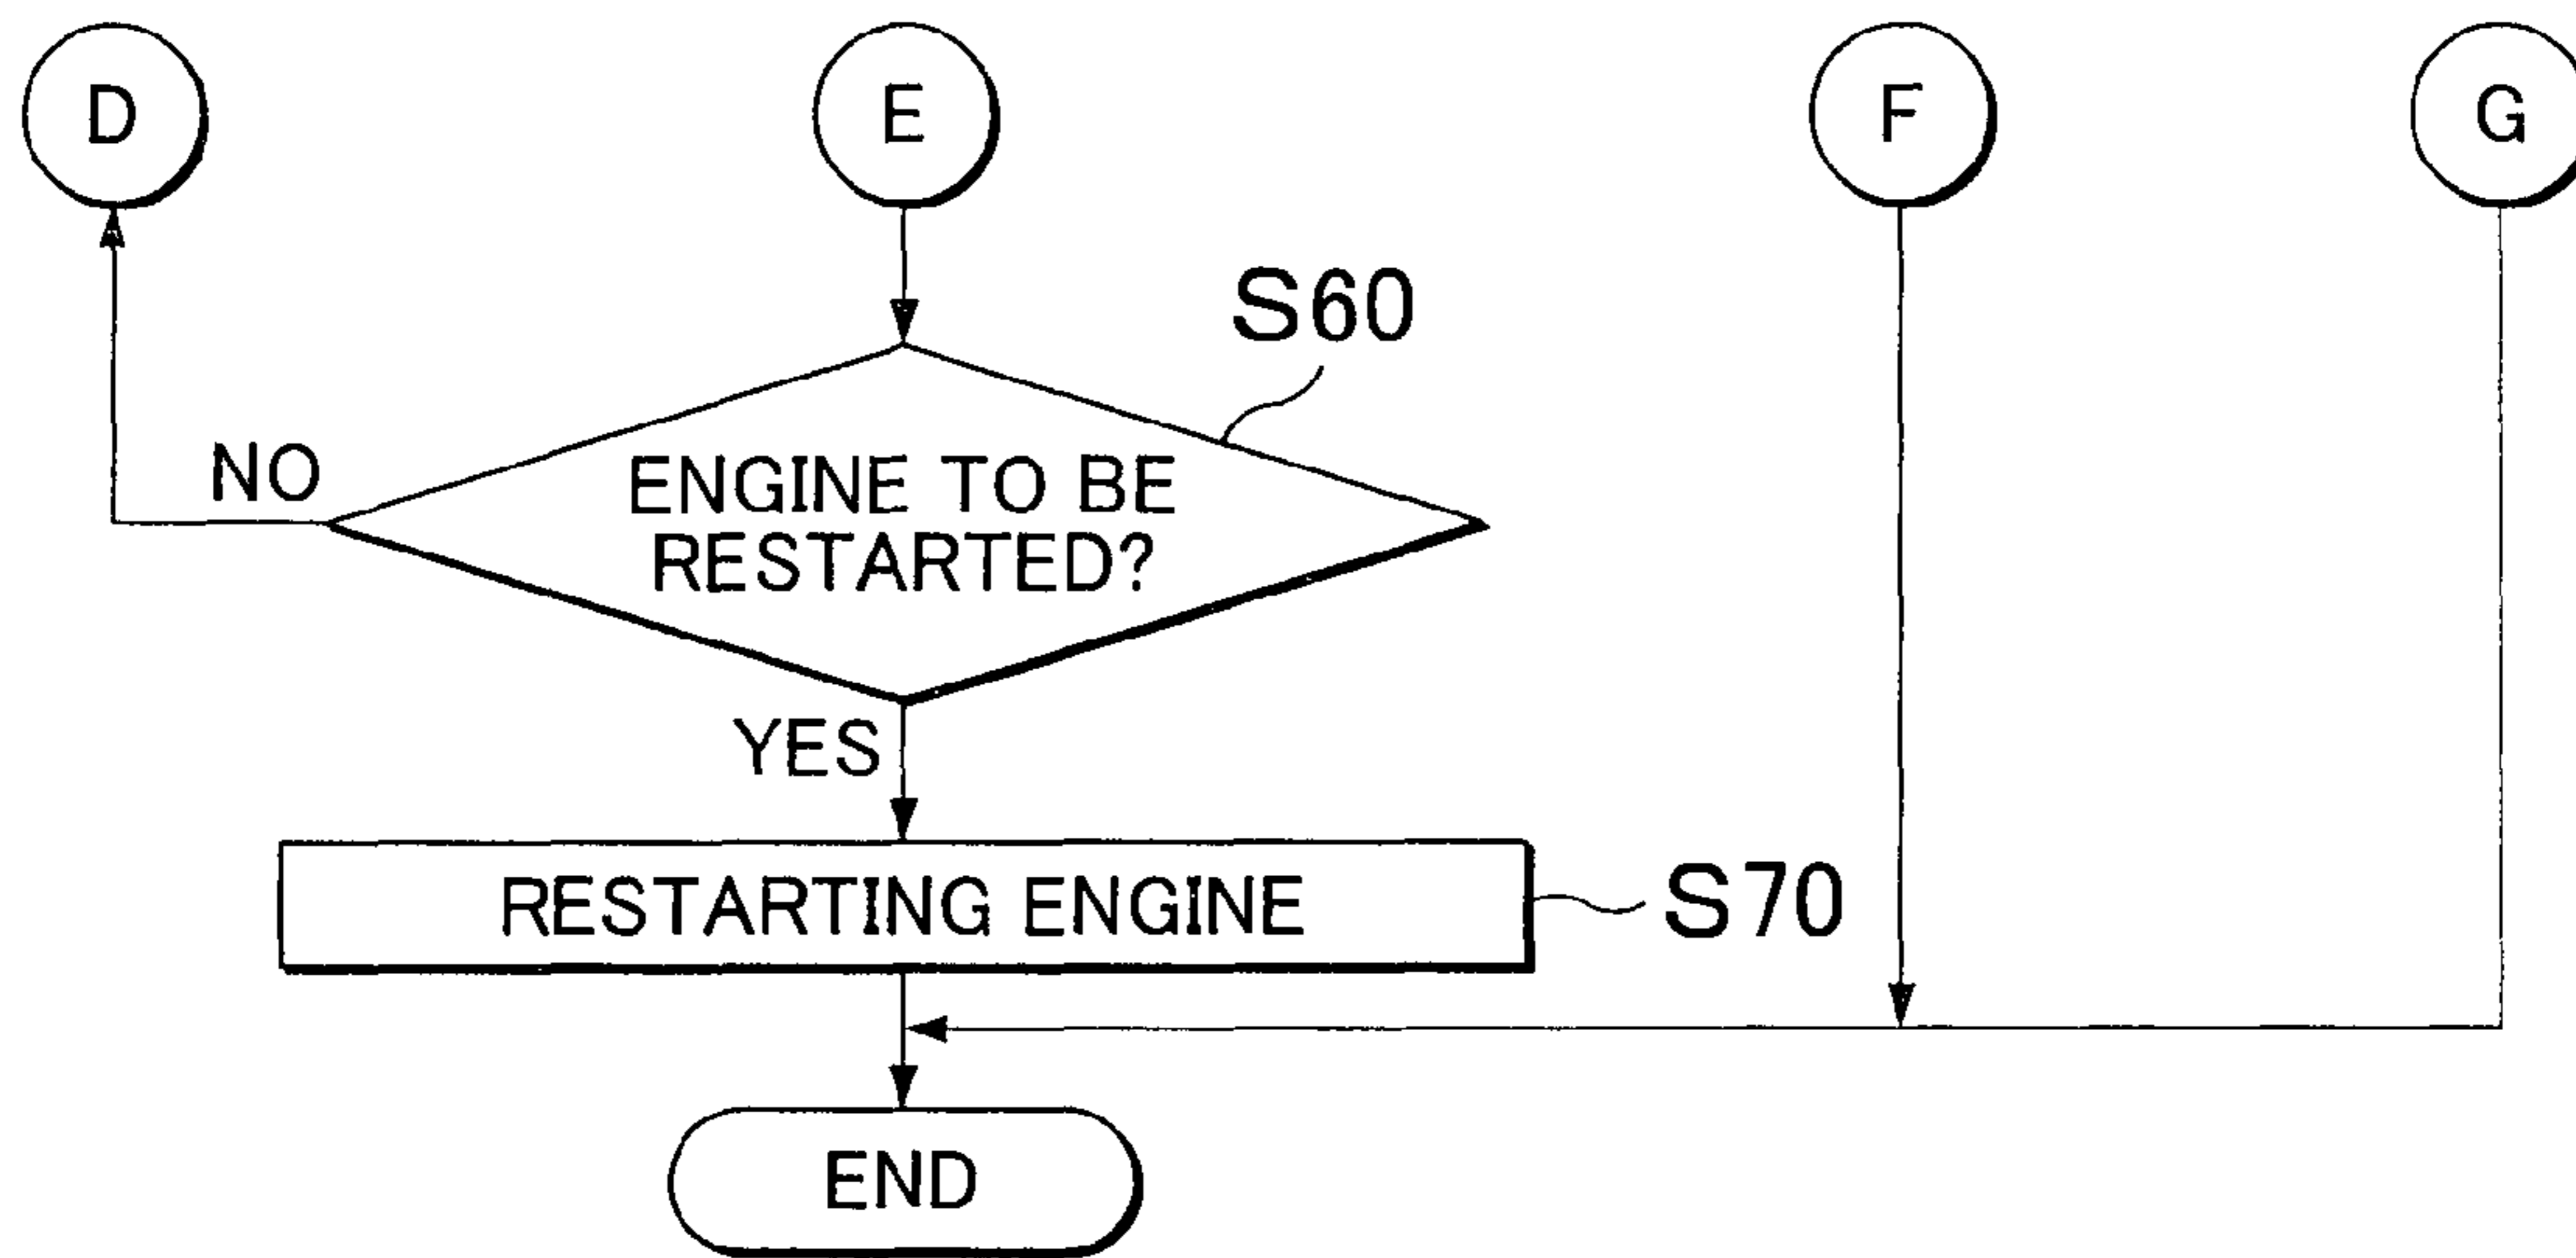 D
E
F
G
S60
NO
ENGINE TO BE
RESTARTED?
YES
RESTARTING ENGINE
S70
END